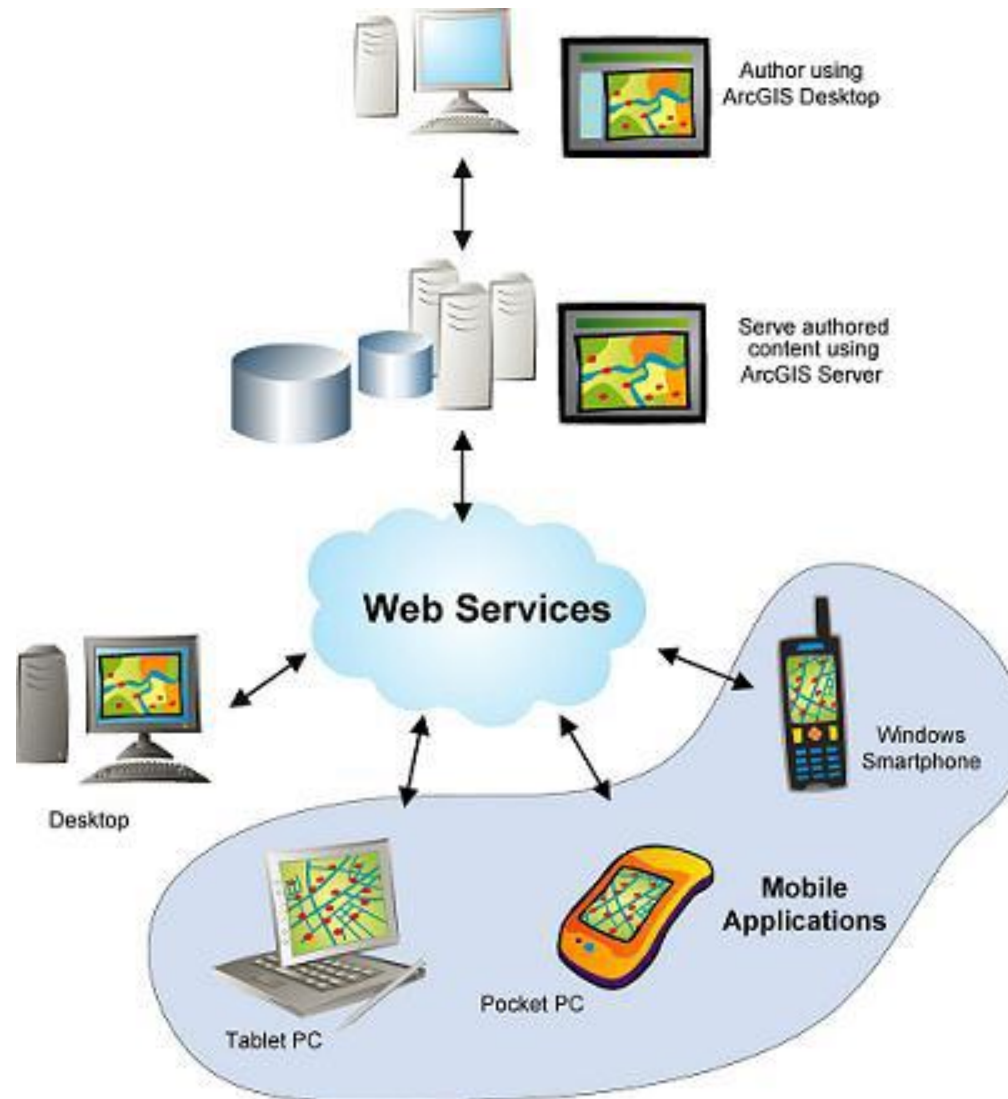 Author using
ArcGIS Desktop
Serve authored
content using
ArcGIS Server
Web Services
Windows
Smartphone
Desktop
Mobile
Applications
Pocket PC
Tablet PC